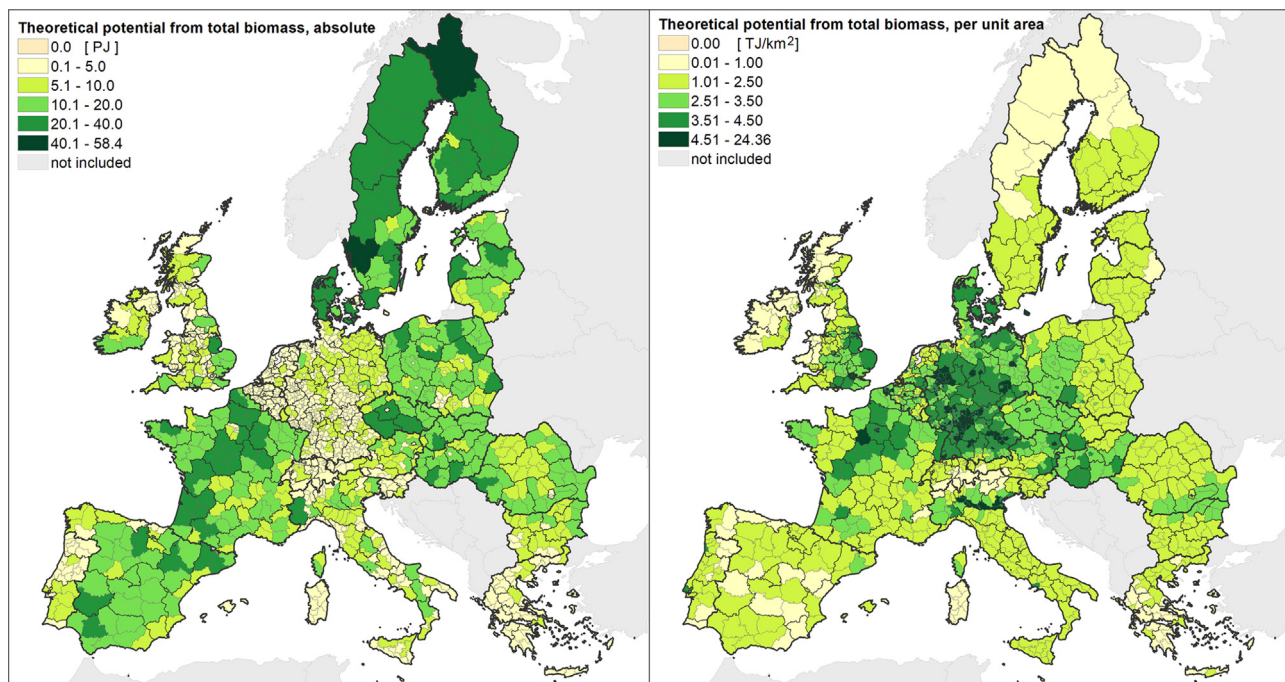 Theoretical potential from total biomass, absolute
0.0 [ PJ ]
0.1 - 5.0
5.1 - 10.0
10.1 - 20.0
20.1 - 40.0
40.1 - 58.4
not included
Theoretical potential from total biomass, per unit area
0.00 [ TJ/km²]
0.01 - 1.00
1.01 - 2.50
2.51 - 3.50
3.51 - 4.50
4.51 - 24.36
not included